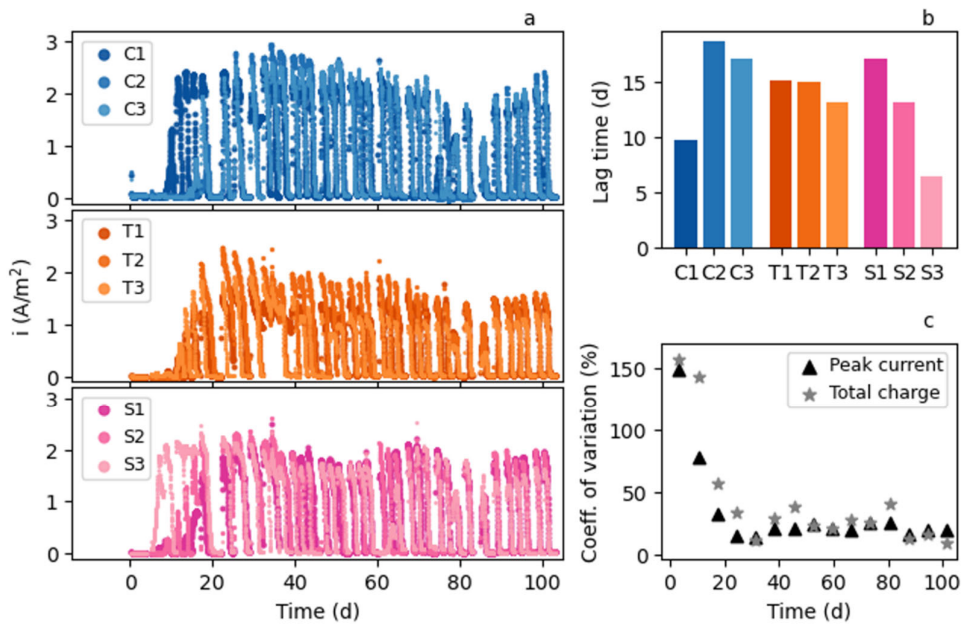 a
3
2
1
0
C1
C2
C3
3
2
1
0
T1
T2
T3
i (A/m²)
3
2
1
0
S1
S2
S3
0 20 40 60 80 100
Time (d)
b
Lag time (d)
15
10
5
0
C1 C2 C3 T1 T2 T3 S1 S2 S3
c
Coeff. of variation (%)
150
100
50
0
Peak current
Total charge
0 20 40 60 80 100
Time (d)